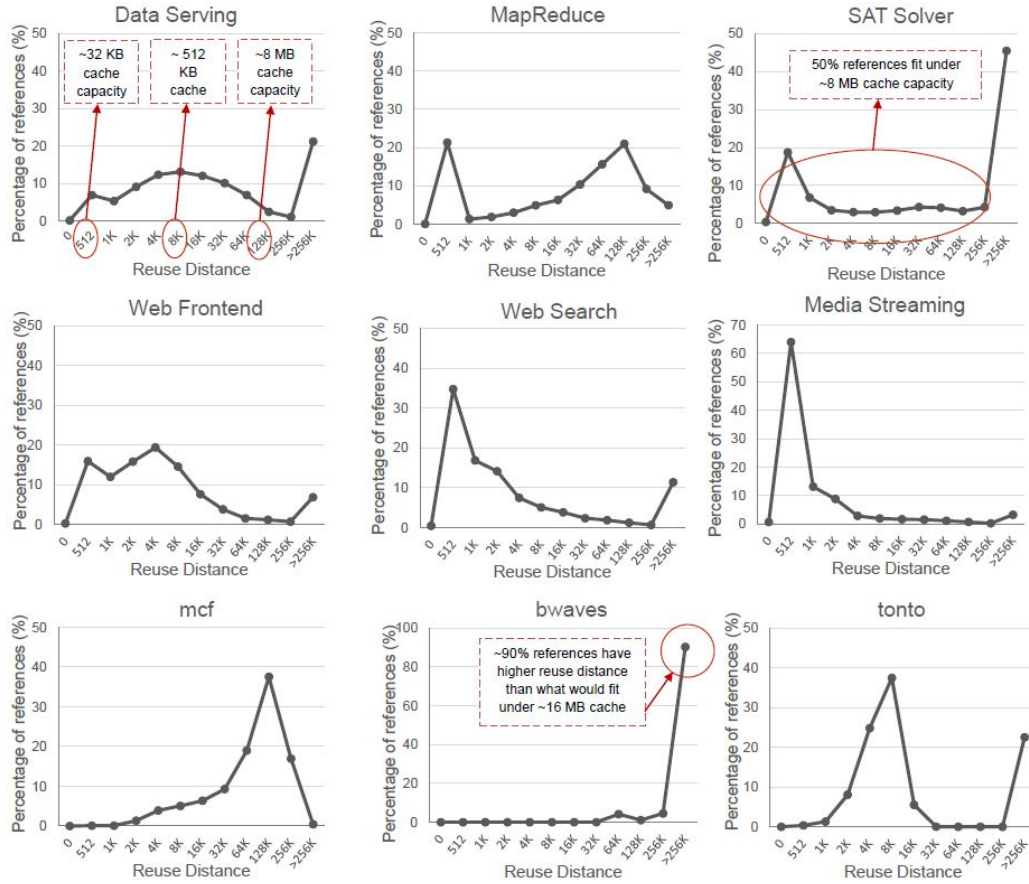 Data Serving
Percentage of references (%)
50
40
30
20
10
0
~32 KB
cache
capacity
~ 512
KB
cache
~8 MB
cache
capacity
0 512 1K 2K 4K 8K 16K 32K 64K 128K 256K >256K
Reuse Distance
MapReduce
Percentage of references (%)
50
40
30
20
10
0
0 512 1K 2K 4K 8K 16K 32K 64K 128K 256K >256K
Reuse Distance
SAT Solver
Percentage of references (%)
50
40
30
20
10
0
50% references fit under
~8 MB cache capacity
0 512 1K 2K 4K 8K 16K 32K 64K 128K 256K >256K
Reuse Distance
Web Frontend
Percentage of references (%)
50
40
30
20
10
0
0 512 1K 2K 4K 8K 16K 32K 64K 128K 256K >256K
Reuse Distance
Web Search
Percentage of references (%)
50
40
30
20
10
0
0 512 1K 2K 4K 8K 16K 32K 64K 128K 256K >256K
Reuse Distance
Media Streaming
Percentage of references (%)
70
60
50
40
30
20
10
0
0 512 1K 2K 4K 8K 16K 32K 64K 128K 256K >256K
Reuse Distance
mcf
Percentage of references (%)
50
40
30
20
10
0
0 512 1K 2K 4K 8K 16K 32K 64K 128K 256K >256K
Reuse Distance
bwaves
Percentage of references (%)
100
80
60
40
20
0
~90% references have
higher reuse distance
than what would fit
under ~16 MB cache
0 512 1K 2K 4K 8K 16K 32K 64K 128K 256K >256K
Reuse Distance
tonto
Percentage of references (%)
50
40
30
20
10
0
0 512 1K 2K 4K 8K 16K 32K 64K 128K 256K >256K
Reuse Distance